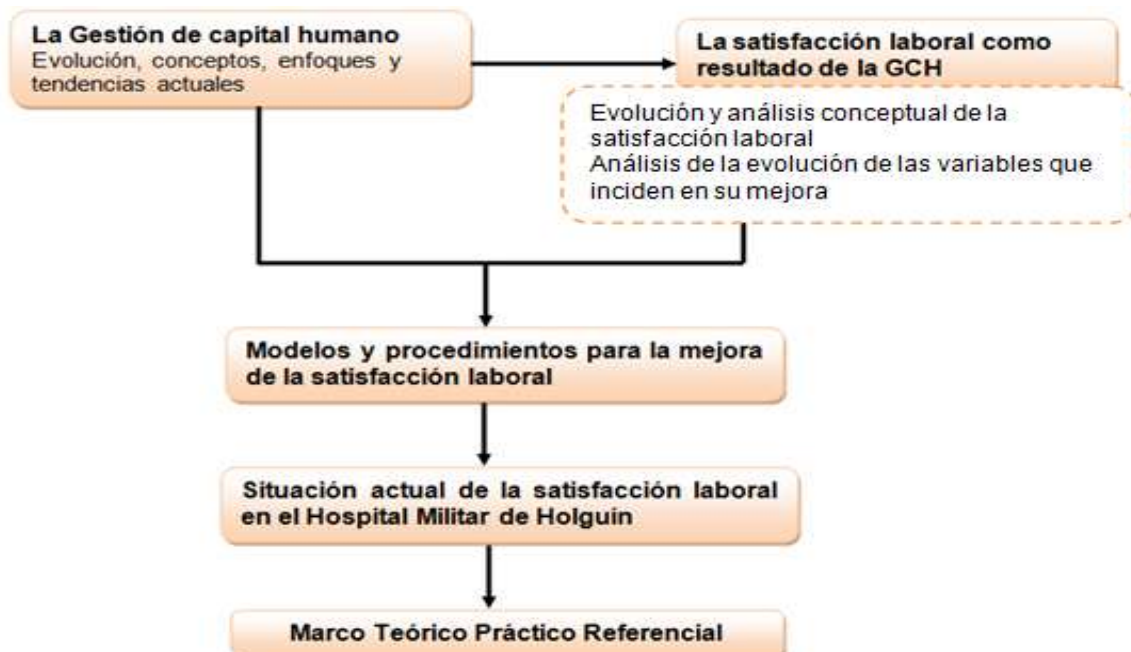 La Gestión de capital humano
Evolución, conceptos, enfoques y
tendencias actuales
La satisfacción laboral como
resultado de la GCH
Evolución y análisis conceptual de la
satisfacción laboral
Análisis de la evolución de las variables que
inciden en su mejora
Modelos y procedimientos para la mejora
de la satisfacción laboral
Situación actual de la satisfacción laboral
en el Hospital Militar de Holguín
Marco Teórico Práctico Referencial